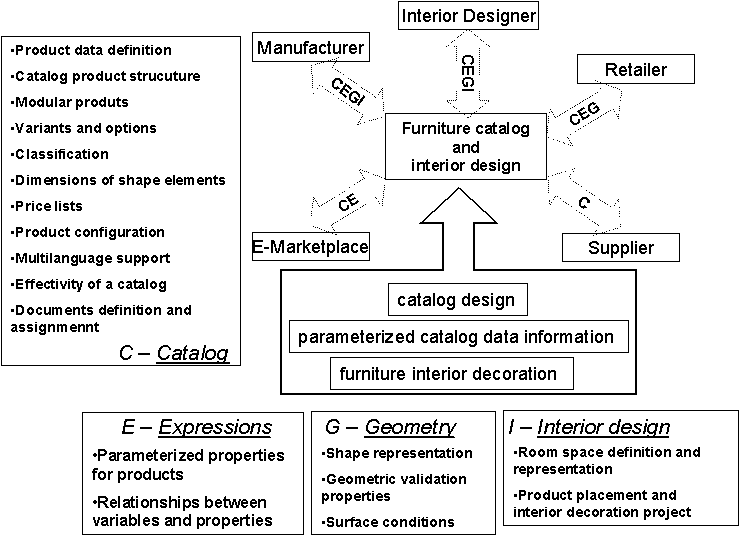 •Product data definition
•Catalog product strucuture
•Modular produts
•Variants and options
•Classification
•Dimensions of shape elements
•Price lists
•Product configuration
•Multilanguage support
•Effectivity of a catalog
•Documents definition and
assignmennt
C – Catalog
Interior Designer
Manufacturer
Retailer
CEGI
CEGI
CEG
Furniture catalog
and
interior design
CE
C
E-Marketplace
Supplier
catalog design
parameterized catalog data information
furniture interior decoration
E – Expressions
•Parameterized properties
for products
•Relationships between
variables and properties
G – Geometry
•Shape representation
•Geometric validation
properties
•Surface conditions
I – Interior design
•Room space definition and
representation
•Product placement and
interior decoration project